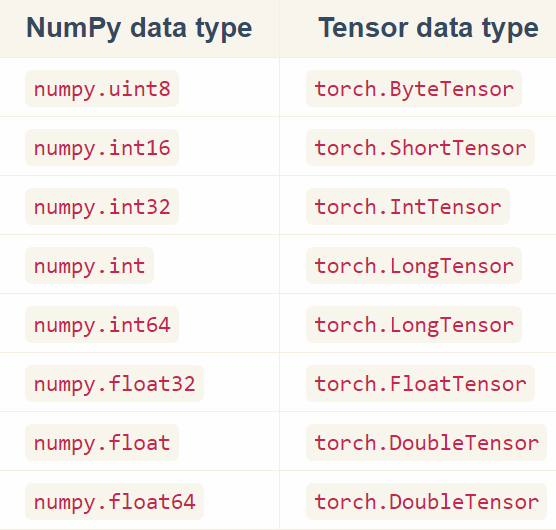 NumPy data type Tensor data type
numpy.uint8 torch.ByteTensor
numpy.int16 torch.ShortTensor
numpy.int32 torch.IntTensor
numpy.int torch.LongTensor
numpy.int64 torch.LongTensor
numpy.float32 torch.FloatTensor
numpy.float torch.DoubleTensor
numpy.float64 torch.DoubleTensor